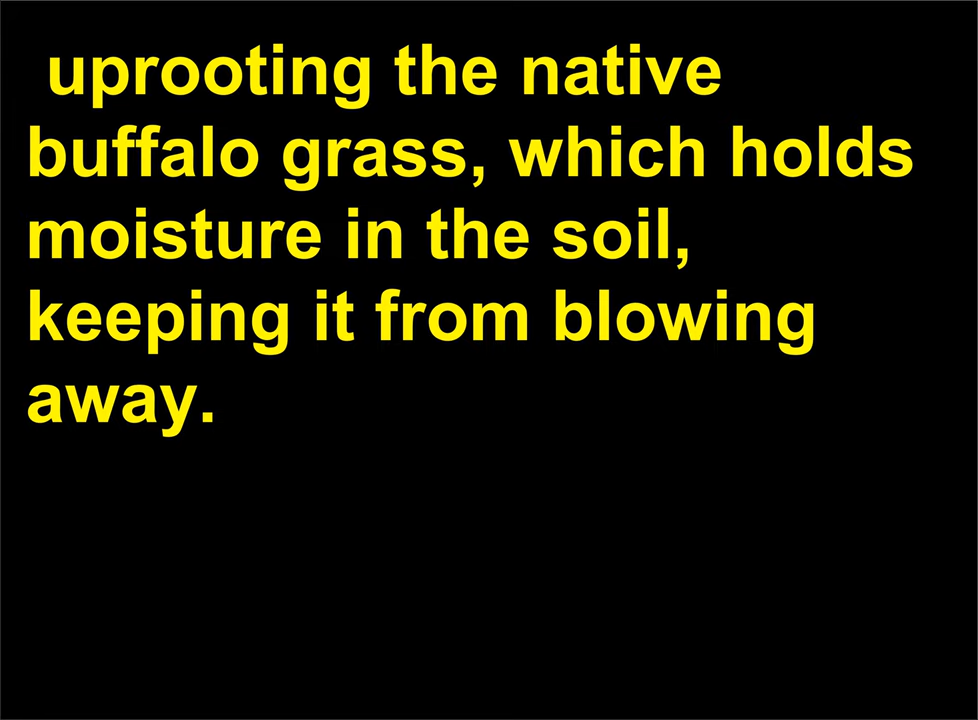 uprooting the native
buffalo grass, which holds
moisture in the soil,
keeping it from blowing
away.